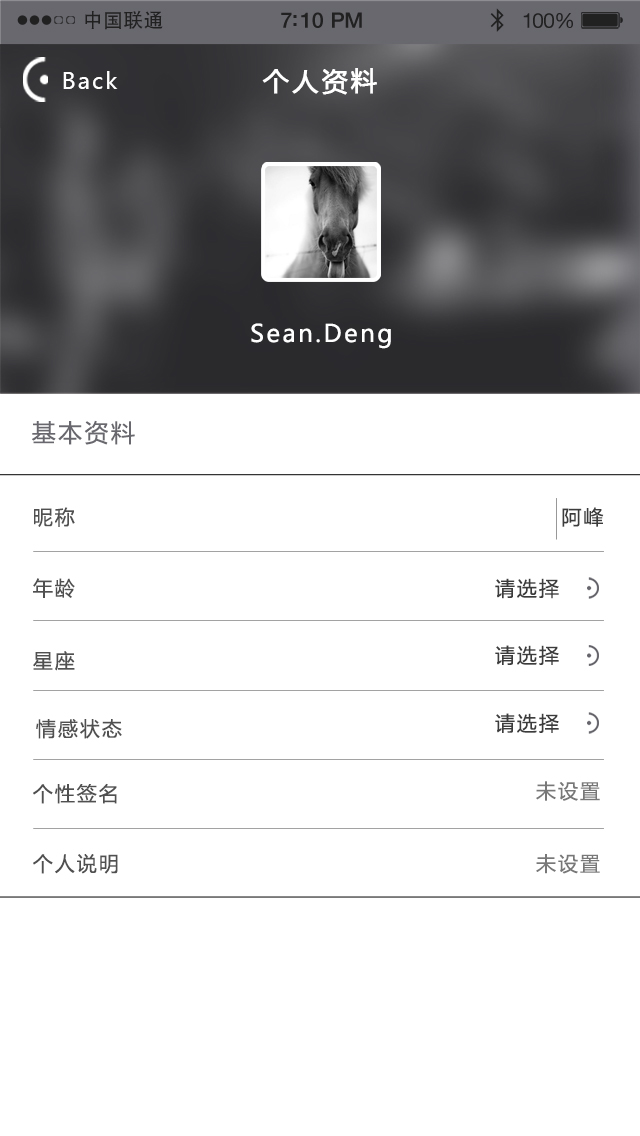 中国联通 7:10 PM 100%
Back 个人资料
Sean.Deng
基本资料
昵称 阿峰
年龄 请选择
星座 请选择
情感状态 请选择
个性签名 未设置
个人说明 未设置